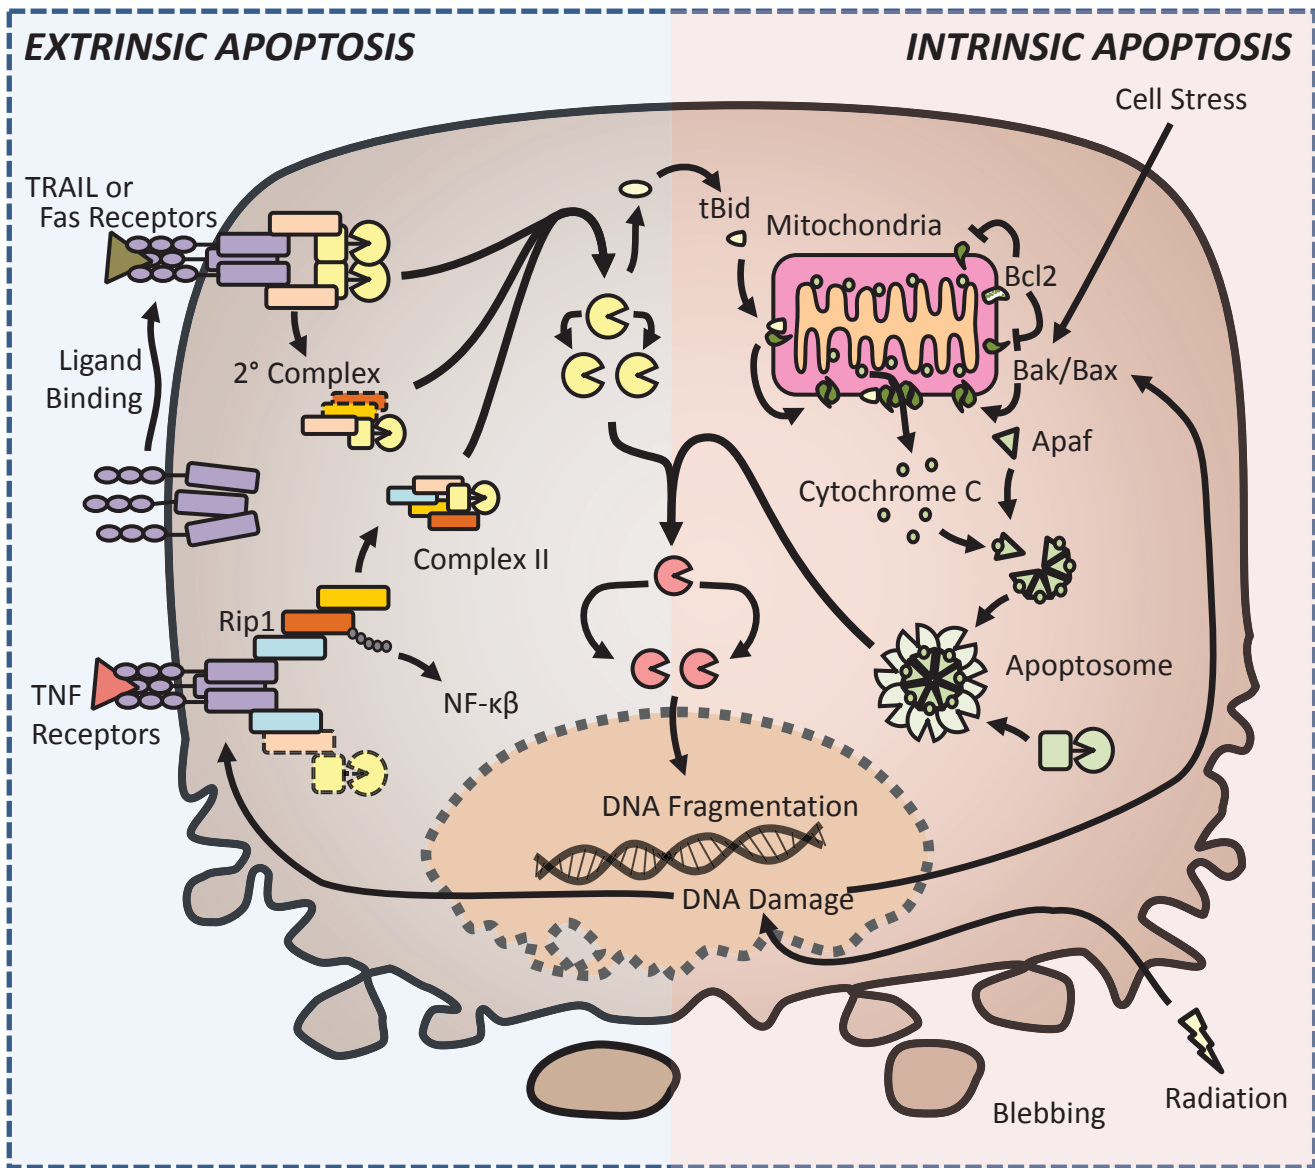 EXTRINSIC APOPTOSIS
INTRINSIC APOPTOSIS
Cell Stress
TRAIL or
Fas Receptors
tBid
Mitochondria
Bcl2
Ligand
Binding
2° Complex
Bak/Bax
Apaf
Cytochrome C
Complex II
Rip1
TNF
Receptors
NF-κβ
Apoptosome
DNA Fragmentation
DNA Damage
Radiation
Blebbing